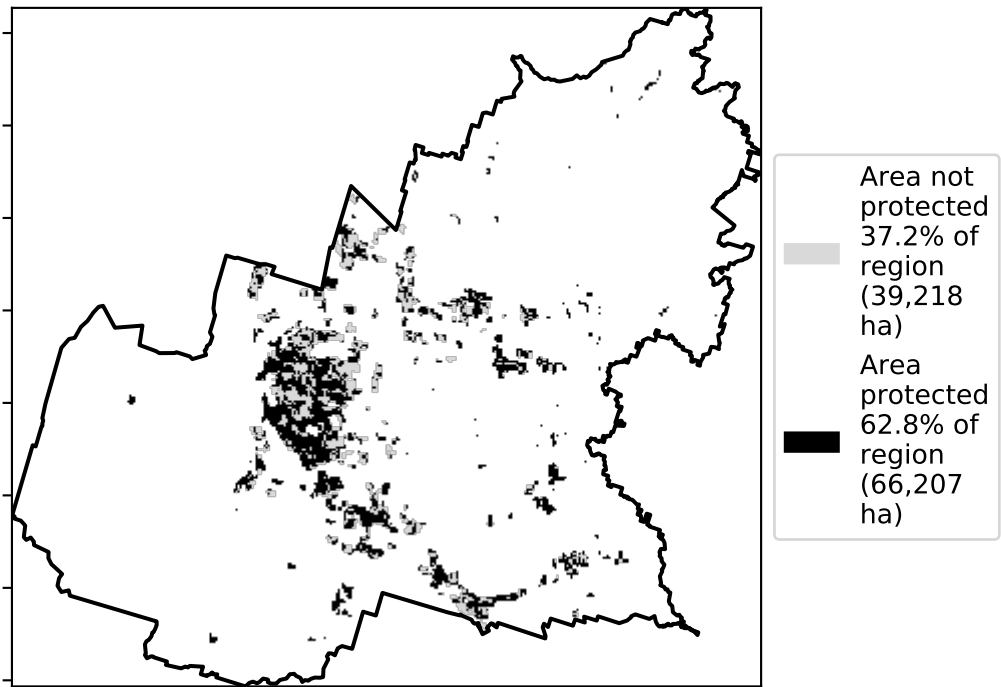 Area not
protected
37.2% of
region
(39,218
ha)
Area
protected
62.8% of
region
(66,207
ha)